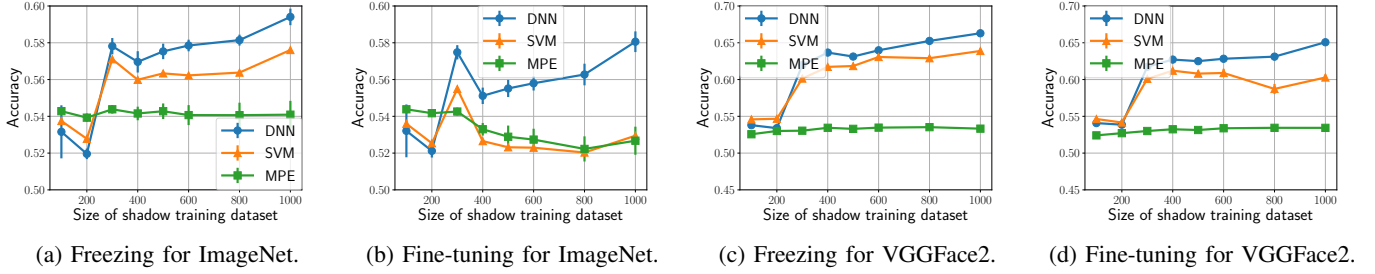 0.60
0.58
0.56
0.54
0.52
0.50
Accuracy
200 400 600 800 1000
Size of shadow training dataset
DNN
SVM
MPE
(a) Freezing for ImageNet.
0.60
0.58
0.56
0.54
0.52
0.50
Accuracy
200 400 600 800 1000
Size of shadow training dataset
DNN
SVM
MPE
(b) Fine-tuning for ImageNet.
0.70
0.65
0.60
0.55
0.50
0.45
Accuracy
200 400 600 800 1000
Size of shadow training dataset
DNN
SVM
MPE
(c) Freezing for VGGFace2.
0.70
0.65
0.60
0.55
0.50
0.45
Accuracy
200 400 600 800 1000
Size of shadow training dataset
DNN
SVM
MPE
(d) Fine-tuning for VGGFace2.